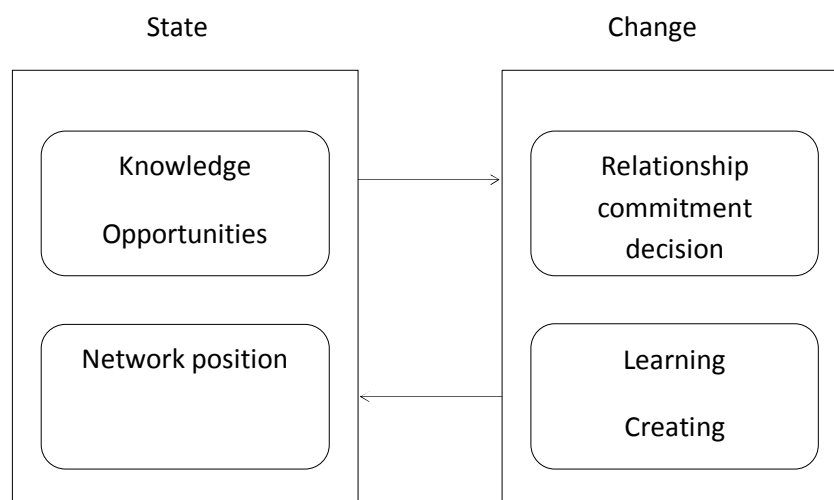 State
Change
Knowledge
Opportunities
Relationship
commitment
decision
Network position
Learning
Creating